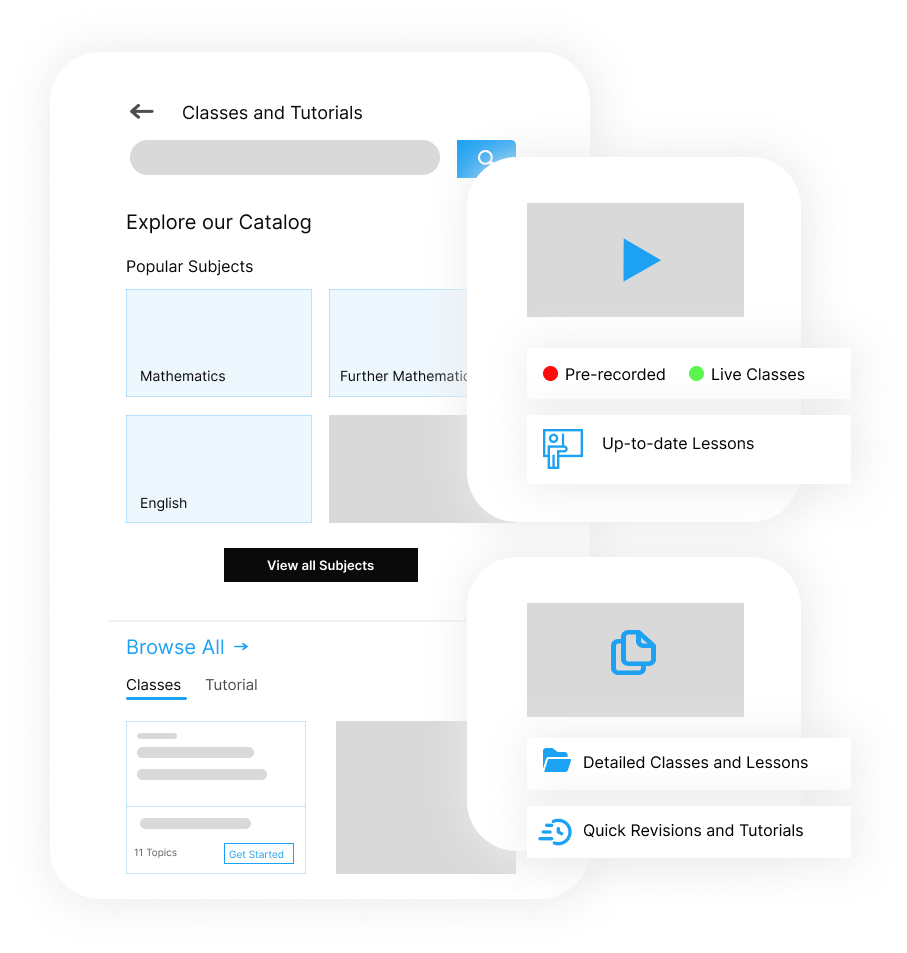 Classes and Tutorials
Explore our Catalog
Popular Subjects
Mathematics
Further Mathematic
English
View all Subjects
Browse All →
Classes Tutorial
11 Topics
Get Started
Pre-recorded Live Classes
Up-to-date Lessons
Detailed Classes and Lessons
Quick Revisions and Tutorials